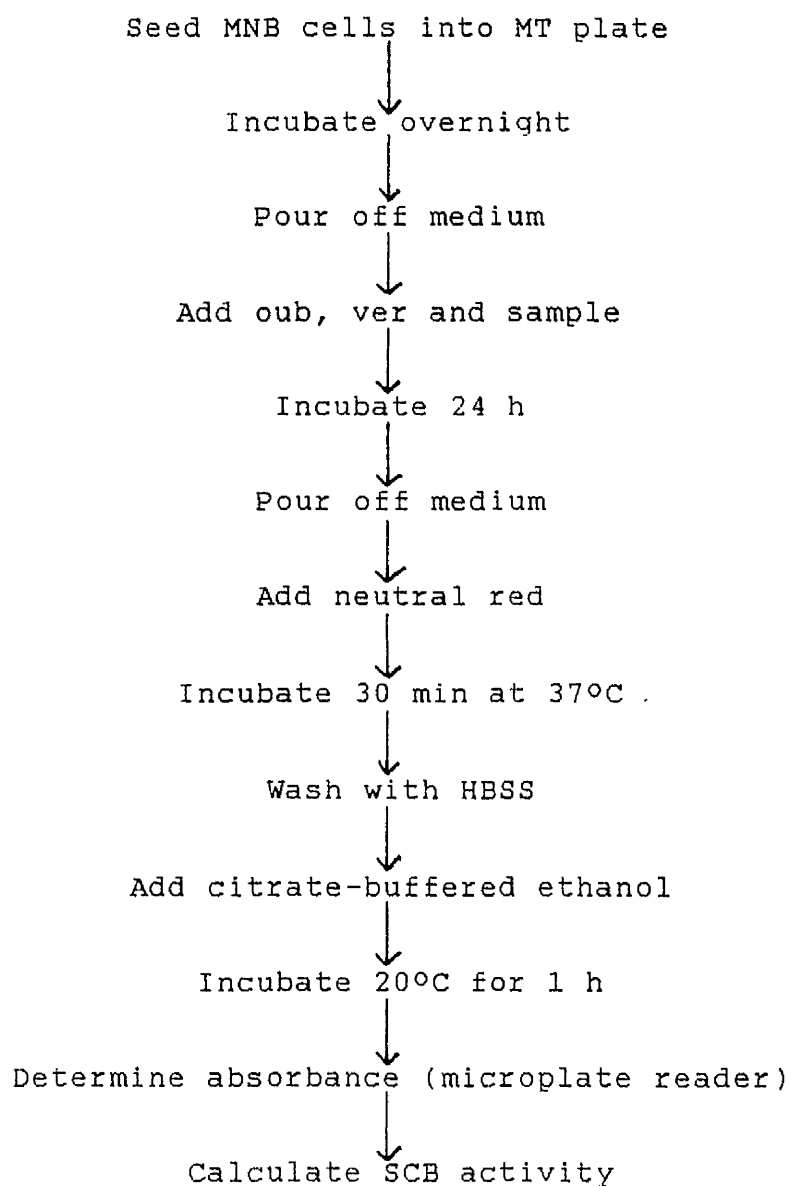 Seed MNB cells into MT plate
Incubate overnight
Pour off medium
Add oub, ver and sample
Incubate 24 h
Pour off medium
Add neutral red
Incubate 30 min at 37ºC
Wash with HBSS
Add citrate-buffered ethanol
Incubate 20ºC for 1 h
Determine absorbance (microplate reader)
Calculate SCB activity